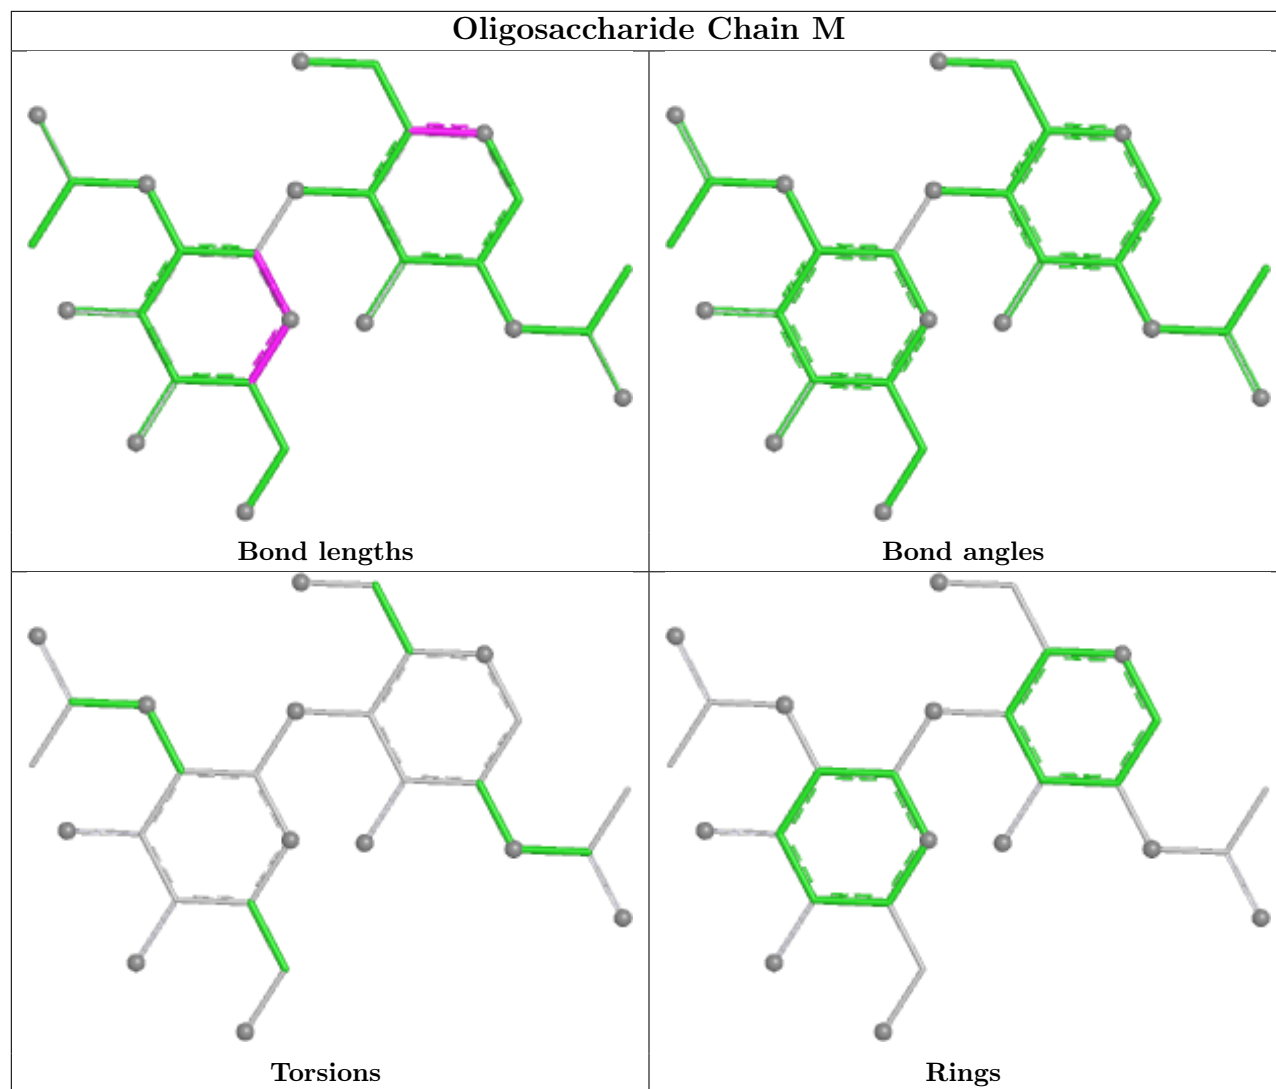 Oligosaccharide Chain M
Bond lengths
Bond angles
Torsions
Rings